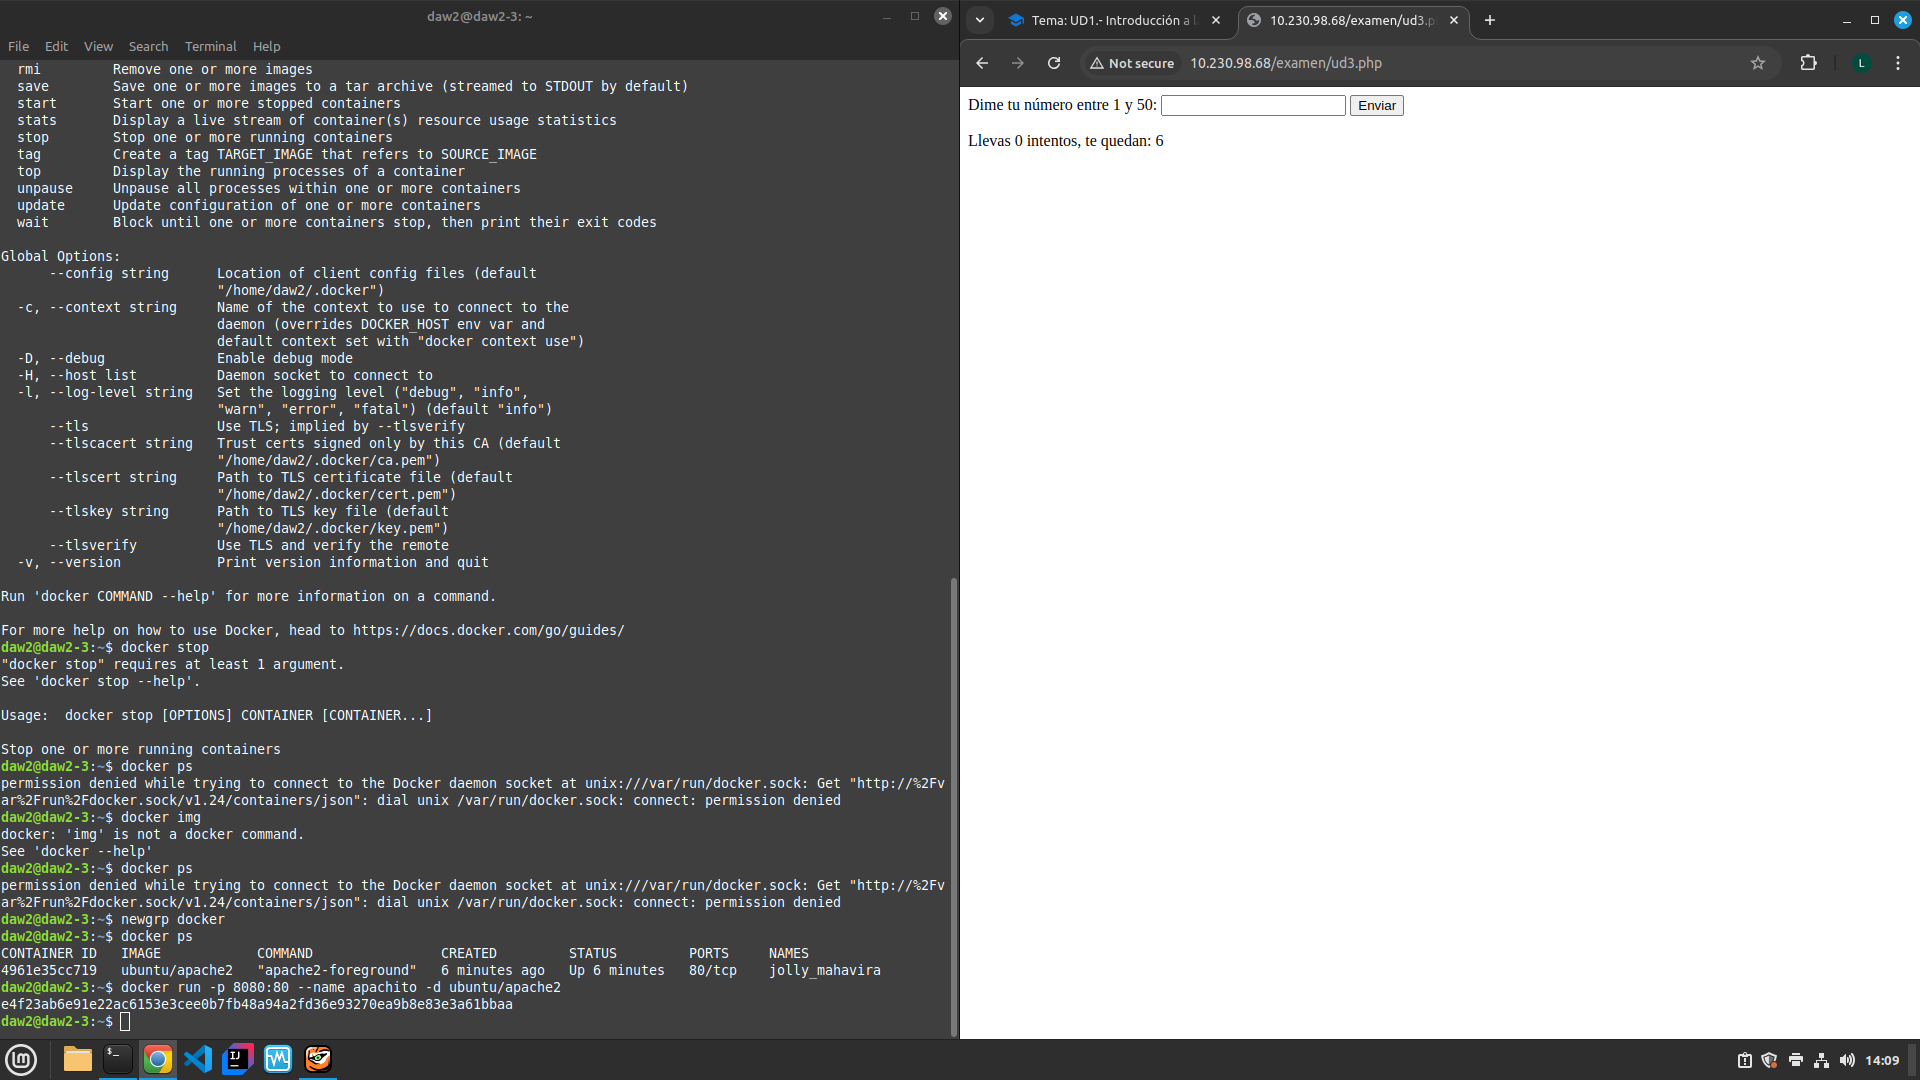 daw2@daw2-3: ~
File Edit View Search Terminal Help
rmi Remove one or more images
save Save one or more images to a tar archive (streamed to STDOUT by default)
start Start one or more stopped containers
stats Display a live stream of container(s) resource usage statistics
stop Stop one or more running containers
tag Create a tag TARGET_IMAGE that refers to SOURCE_IMAGE
top Display the running processes of a container
unpause Unpause all processes within one or more containers
update Update configuration of one or more containers
wait Block until one or more containers stop, then print their exit codes
Global Options:
--config string Location of client config files (default
"/home/daw2/.docker")
-c, --context string Name of the context to use to connect to the
daemon (overrides DOCKER_HOST env var and
default context set with "docker context use")
-D, --debug Enable debug mode
-H, --host list Daemon socket to connect to
-l, --log-level string Set the logging level ("debug", "info",
"warn", "error", "fatal") (default "info")
--tls Use TLS; implied by --tlsverify
--tlscacert string Trust certs signed only by this CA (default
"/home/daw2/.docker/ca.pem")
--tlscert string Path to TLS certificate file (default
"/home/daw2/.docker/cert.pem")
--tlskey string Path to TLS key file (default
"/home/daw2/.docker/key.pem")
--tlsverify Use TLS and verify the remote
-v, --version Print version information and quit
Run 'docker COMMAND --help' for more information on a command.
For more help on how to use Docker, head to https://docs.docker.com/go/guides/
daw2@daw2-3:~$ docker stop
"docker stop" requires at least 1 argument.
See 'docker stop --help'.
Usage: docker stop [OPTIONS] CONTAINER [CONTAINER...]
Stop one or more running containers
daw2@daw2-3:~$ docker ps
permission denied while trying to connect to the Docker daemon socket at unix:///var/run/docker.sock: Get "http://%2Fv
ar%2Frun%2Fdocker.sock/v1.24/containers/json": dial unix /var/run/docker.sock: connect: permission denied
daw2@daw2-3:~$ docker img
docker: 'img' is not a docker command.
See 'docker --help'
daw2@daw2-3:~$ docker ps
permission denied while trying to connect to the Docker daemon socket at unix:///var/run/docker.sock: Get "http://%2Fv
ar%2Frun%2Fdocker.sock/v1.24/containers/json": dial unix /var/run/docker.sock: connect: permission denied
daw2@daw2-3:~$ newgrp docker
daw2@daw2-3:~$ docker ps
CONTAINER ID IMAGE COMMAND CREATED STATUS PORTS NAMES
4961e35cc719 ubuntu/apache2 "apache2-foreground" 6 minutes ago Up 6 minutes 80/tcp jolly_mahavira
daw2@daw2-3:~$ docker run -p 8080:80 --name apachito -d ubuntu/apache2
e4f23ab6e91e22ac6153e3cee0b7fb48a94a2fd36e93270ea9b8e83e3a61bbaa
daw2@daw2-3:~$
Tema: UD1.- Introducción a l
10.230.98.68/examen/ud3.p
Not secure 10.230.98.68/examen/ud3.php
L
Dime tu número entre 1 y 50: Enviar
Llevas 0 intentos, te quedan: 6
lm
$_
IJ
14:09